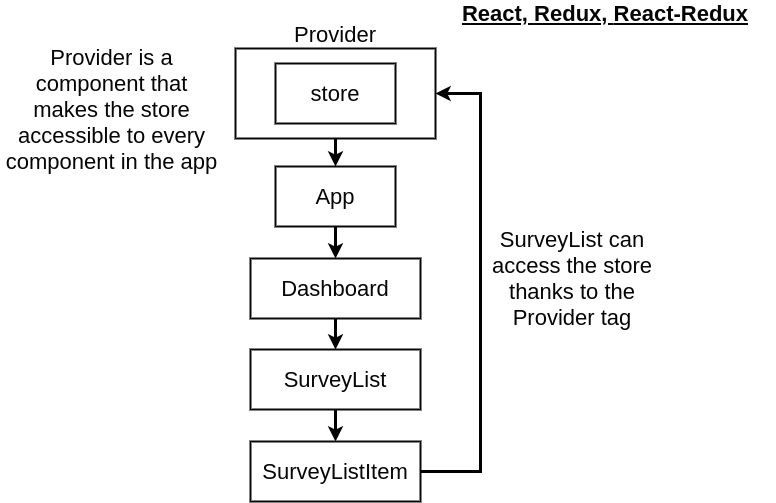 React, Redux, React-Redux
Provider
Provider is a
component that
makes the store
accessible to every
component in the app
store
App
Dashboard
SurveyList
SurveyListItem
SurveyList can
access the store
thanks to the
Provider tag